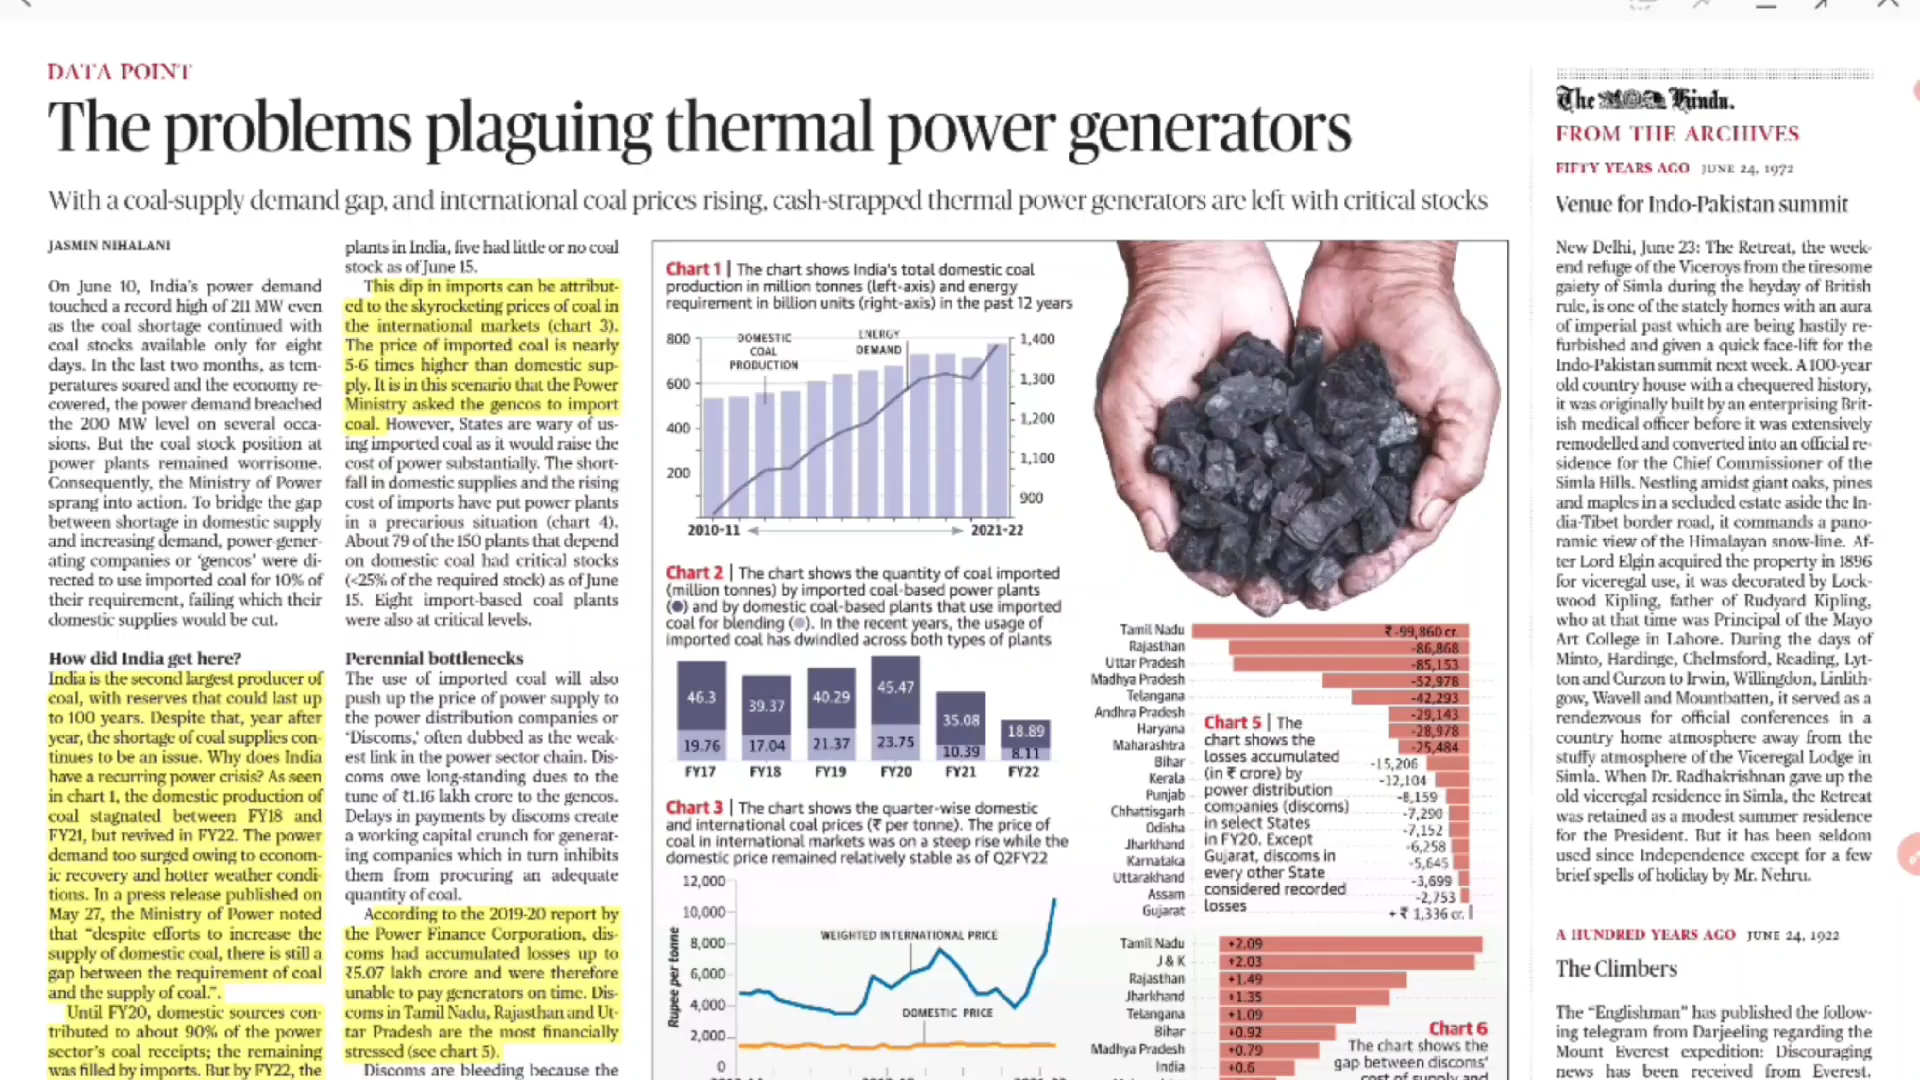 DATA POINT
The problems plaguing thermal power generators
With a coal-supply demand gap, and international coal prices rising, cash-strapped thermal power generators are left with critical stocks
JASMIN NIHALANI
On June 10, India's power demand
touched a record high of 211 MW even
as the coal shortage continued with
coal stocks available only for eight
days. In the last two months, as tem-
peratures soared and the economy re-
covered, the power demand breached
the 200 MW level on several occa-
sions. But the coal stock position at
power plants remained worrisome.
Consequently, the Ministry of Power
sprang into action. To bridge the gap
between shortage in domestic supply
and increasing demand, power-gener-
ating companies or 'gencos' were di-
rected to use imported coal for 10% of
their requirement, failing which their
domestic supplies would be cut.
How did India get here?
India is the second largest producer of
coal, with reserves that could last up
to 100 years. Despite that, year after
year, the shortage of coal supplies con-
tinues to be an issue. Why does India
have a recurring power crisis? As seen
in chart 1, the domestic production of
coal stagnated between FY18 and
FY21, but revived in FY22. The power
demand too surged owing to econom-
ic recovery and hotter weather condi-
tions. In a press release published on
May 27, the Ministry of Power noted
that "despite efforts to increase the
supply of domestic coal, there is still a
gap between the requirement of coal
and the supply of coal.".
Until FY20, domestic sources con-
tributed to about 90% of the power
sector's coal receipts; the remaining
was filled by imports. But by FY22, the
plants in India, five had little or no coal
stock as of June 15.
This dip in imports can be attribut-
ed to the skyrocketing prices of coal in
the international markets (chart 3).
The price of imported coal is nearly
5-6 times higher than domestic sup-
ply. It is in this scenario that the Power
Ministry asked the gencos to import
coal. However, States are wary of us-
ing imported coal as it would raise the
cost of power substantially. The short-
fall in domestic supplies and the rising
cost of imports have put power plants
in a precarious situation (chart 4).
About 79 of the 150 plants that depend
on domestic coal had critical stocks
(<25% of the required stock) as of June
15. Eight import-based coal plants
were also at critical levels.
Perennial bottlenecks
The use of imported coal will also
push up the price of power supply to
the power distribution companies or
'Discoms,' often dubbed as the weak-
est link in the power sector chain. Dis-
coms owe long-standing dues to the
tune of ₹1.16 lakh crore to the gencos.
Delays in payments by discoms create
a working capital crunch for generat-
ing companies which in turn inhibits
them from procuring an adequate
quantity of coal.
According to the 2019-20 report by
the Power Finance Corporation, dis-
coms had accumulated losses up to
₹5.07 lakh crore and were therefore
unable to pay generators on time. Dis-
coms in Tamil Nadu, Rajasthan and Ut-
tar Pradesh are the most financially
stressed (see chart 5).
Discoms are bleeding because the
Chart 1 | The chart shows India's total domestic coal
production in million tonnes (left-axis) and energy
requirement in billion units (right-axis) in the past 12 years
800
600
400
200
DOMESTIC
COAL
PRODUCTION
ENERGY
DEMAND
1,400
1,300
1,200
1,100
900
2010-11
2021-22
Chart 2 | The chart shows the quantity of coal imported
(million tonnes) by imported coal-based power plants
(●) and by domestic coal-based plants that use imported
coal for blending (●). In the recent years, the usage of
imported coal has dwindled across both types of plants
46.3 39.37 40.29 45.47 35.08 18.89
19.76 17.04 21.37 23.75 10.39 8.11
FY17 FY18 FY19 FY20 FY21 FY22
Chart 3 | The chart shows the quarter-wise domestic
and international coal prices (₹ per tonne). The price of
coal in international markets was on a steep rise while the
domestic price remained relatively stable as of Q2FY22
Rupee per tonne
12,000
10,000
8,000
6,000
4,000
2,000
0
WEIGHTED INTERNATIONAL PRICE
DOMESTIC PRICE
Tamil Nadu ₹-99,860 cr.
Rajasthan -86,868
Uttar Pradesh -85,153
Madhya Pradesh -52,978
Telangana -42,293
Andhra Pradesh -29,143
Haryana -28,978
Maharashtra -25,484
Bihar -15,206
Kerala -12,104
Punjab -8,159
Chhattisgarh -7,290
Odisha -7,152
Jharkhand -6,258
Karnataka -5,645
Uttarakhand -3,699
Assam -2,753
Gujarat + ₹ 1,336 cr.
Chart 5 | The
chart shows the
losses accumulated
(in ₹ crore) by
power distribution
companies (discoms)
in select States
in FY20. Except
Gujarat, discoms in
every other State
considered recorded
losses
Tamil Nadu +2.09
J & K +2.03
Rajasthan +1.49
Jharkhand +1.35
Telangana +1.09
Bihar +0.92
Madhya Pradesh +0.79
India +0.6
Chart 6
The chart shows the
gap between discoms'
cost of supply and
The Hindu.
FROM THE ARCHIVES
FIFTY YEARS AGO JUNE 24, 1972
Venue for Indo-Pakistan summit
New Delhi, June 23: The Retreat, the week-
end refuge of the Viceroys from the tiresome
gaiety of Simla during the heyday of British
rule, is one of the stately homes with an aura
of imperial past which are being hastily re-
furbished and given a quick face-lift for the
Indo-Pakistan summit next week. A 100-year
old country house with a chequered history,
it was originally built by an enterprising Brit-
ish medical officer before it was extensively
remodelled and converted into an official re-
sidence for the Chief Commissioner of the
Simla Hills. Nestling amidst giant oaks, pines
and maples in a secluded estate aside the In-
dia-Tibet border road, it commands a pano-
ramic view of the Himalayan snow-line. Af-
ter Lord Elgin acquired the property in 1896
for viceregal use, it was decorated by Lock-
wood Kipling, father of Rudyard Kipling,
who at that time was Principal of the Mayo
Art College in Lahore. During the days of
Minto, Hardinge, Chelmsford, Reading, Lyt-
ton and Curzon to Irwin, Willingdon, Linlith-
gow, Wavell and Mountbatten, it served as a
rendezvous for official conferences in a
country home atmosphere away from the
stuffy atmosphere of the Viceregal Lodge in
Simla. When Dr. Radhakrishnan gave up the
old viceregal residence in Simla, the Retreat
was retained as a modest summer residence
for the President. But it has been seldom
used since Independence except for a few
brief spells of holiday by Mr. Nehru.
A HUNDRED YEARS AGO JUNE 24, 1922
The Climbers
The "Englishman" has published the follow-
ing telegram from Darjeeling regarding the
Mount Everest expedition: Discouraging
news has been received from Everest.